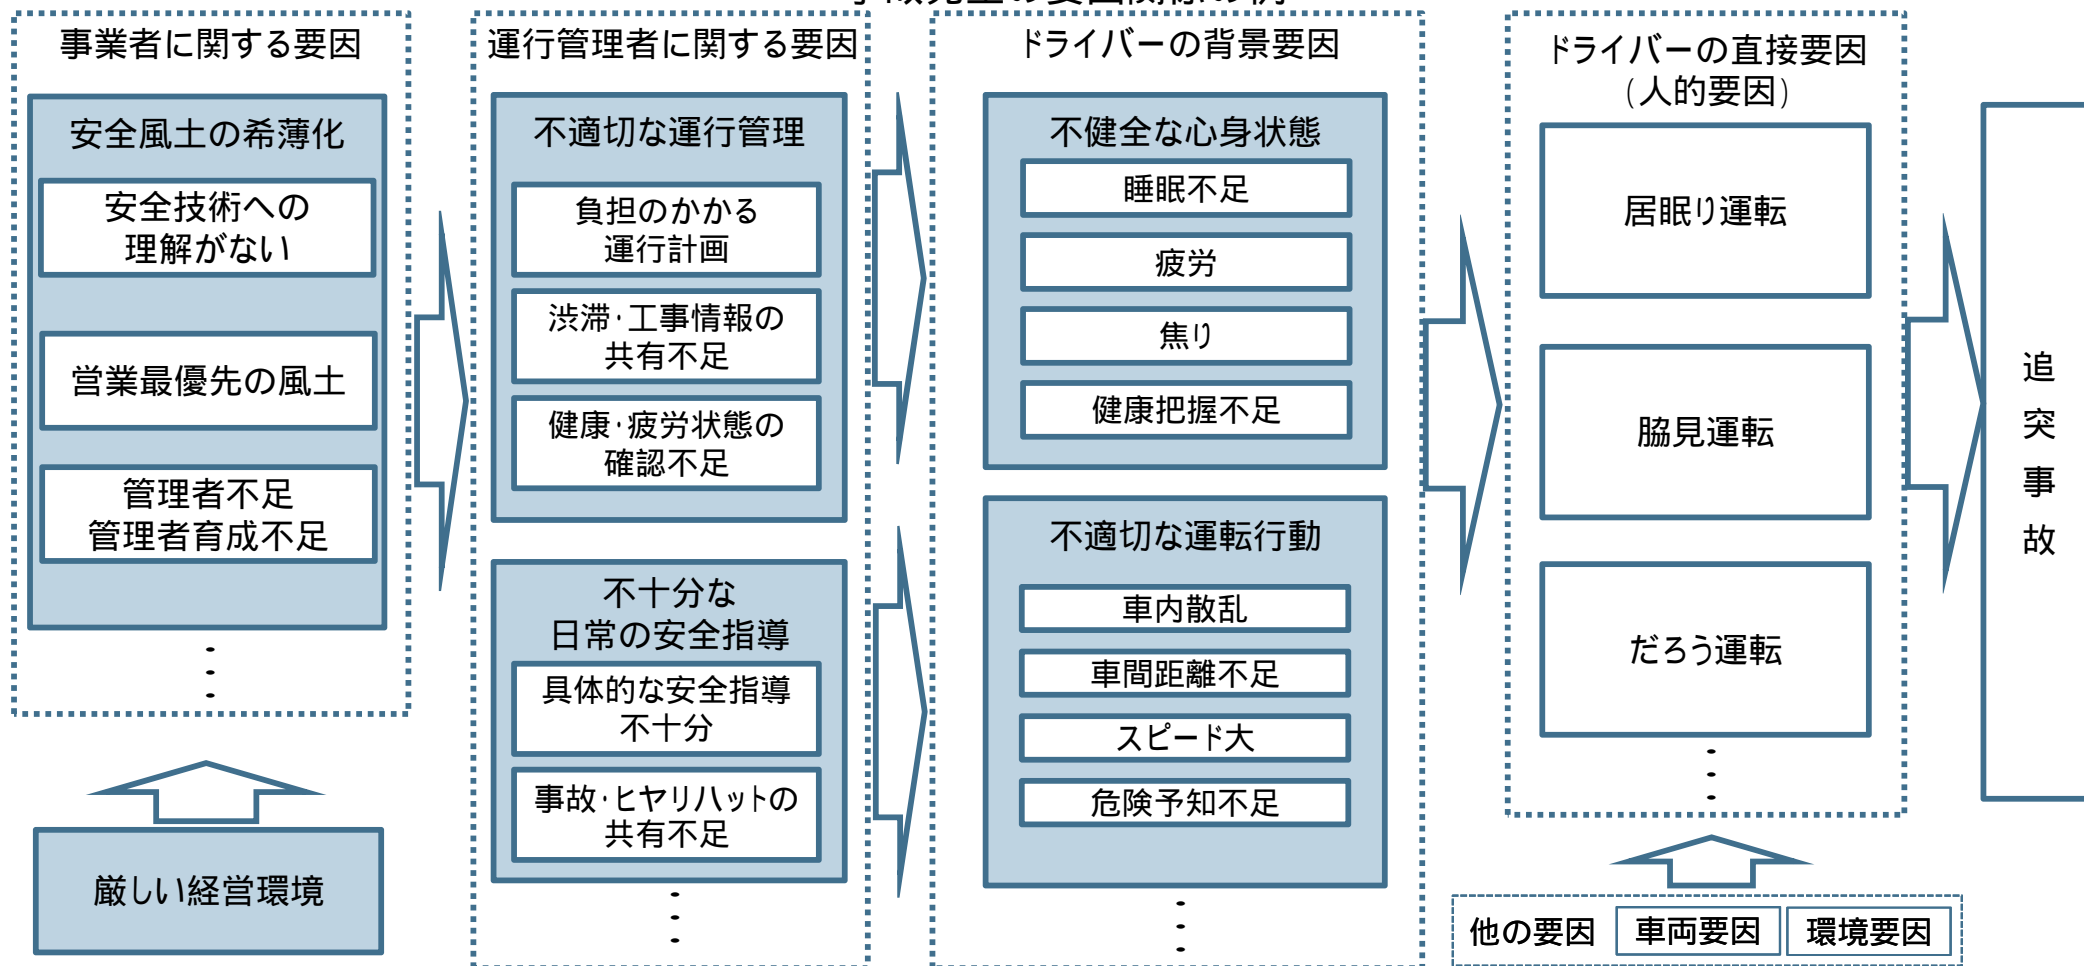 事業者に関する要因
安全風土の希薄化
安全技術への
理解がない
営業最優先の風土
管理者不足
管理者育成不足
厳しい経営環境
運行管理者に関する要因
不適切な運行管理
負担のかかる
運行計画
渋滞・工事情報の
共有不足
健康・疲労状態の
確認不足
不十分な
日常の安全指導
具体的な安全指導
不十分
事故・ヒヤリハットの
共有不足
ドライバーの背景要因
不健全な心身状態
睡眠不足
疲労
焦り
健康把握不足
不適切な運転行動
車内散乱
車間距離不足
スピード大
危険予知不足
ドライバーの直接要因
(人的要因)
居眠り運転
脇見運転
だろう運転
他の要因
車両要因
環境要因
追突事故